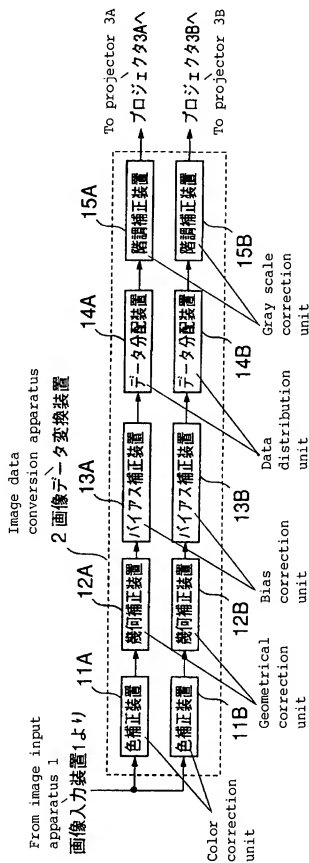 Image data
conversion apparatus
2 画像データ変換装置
From image input
apparatus 1
画像入力装置1より
11A
色補正装置
12A
幾何補正装置
13A
バイアス補正装置
14A
データ分配装置
15A
階調補正装置
To projector 3A
プロジェクタ3Aへ
色補正装置
11B
幾何補正装置
12B
バイアス補正装置
13B
データ分配装置
14B
階調補正装置
15B
プロジェクタ3Bへ
To projector 3B
Color
correction
unit
Geometrical
correction
unit
Bias
correction
unit
Data
distribution
unit
Gray scale
correction
unit